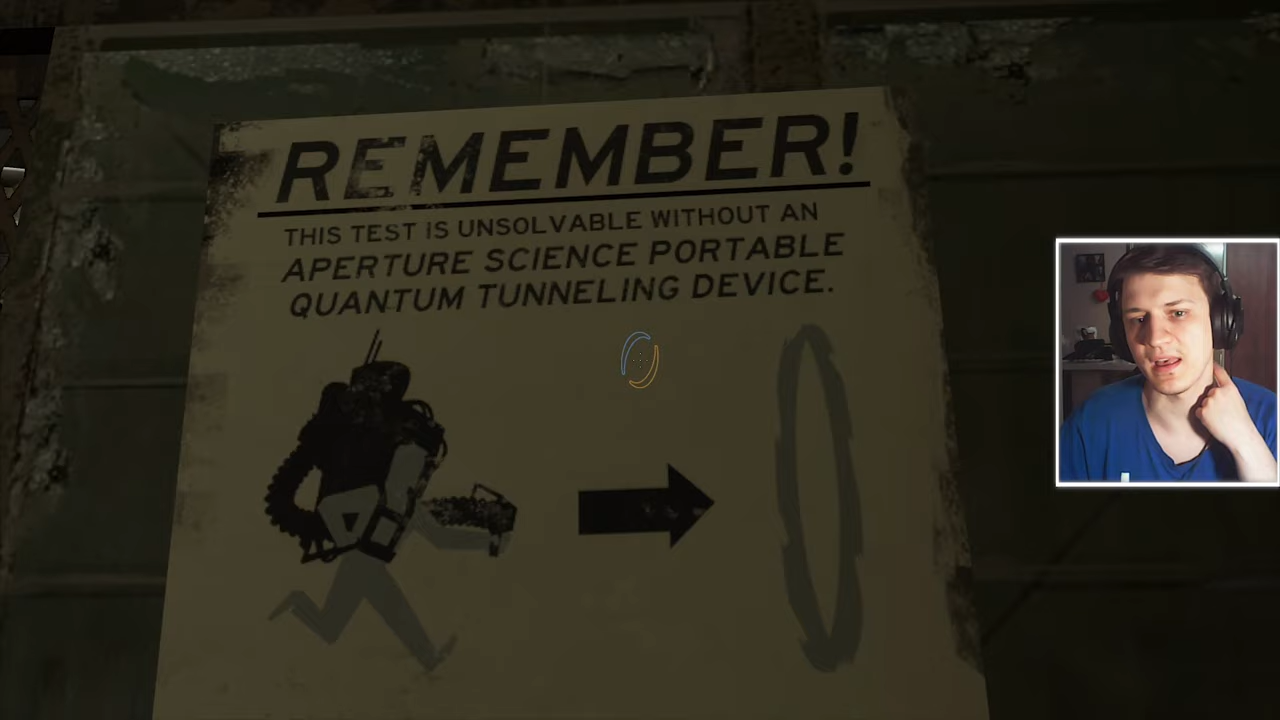 REMEMBER!
THIS TEST IS UNSOLVABLE WITHOUT AN
APERTURE SCIENCE PORTABLE
QUANTUM TUNNELING DEVICE.